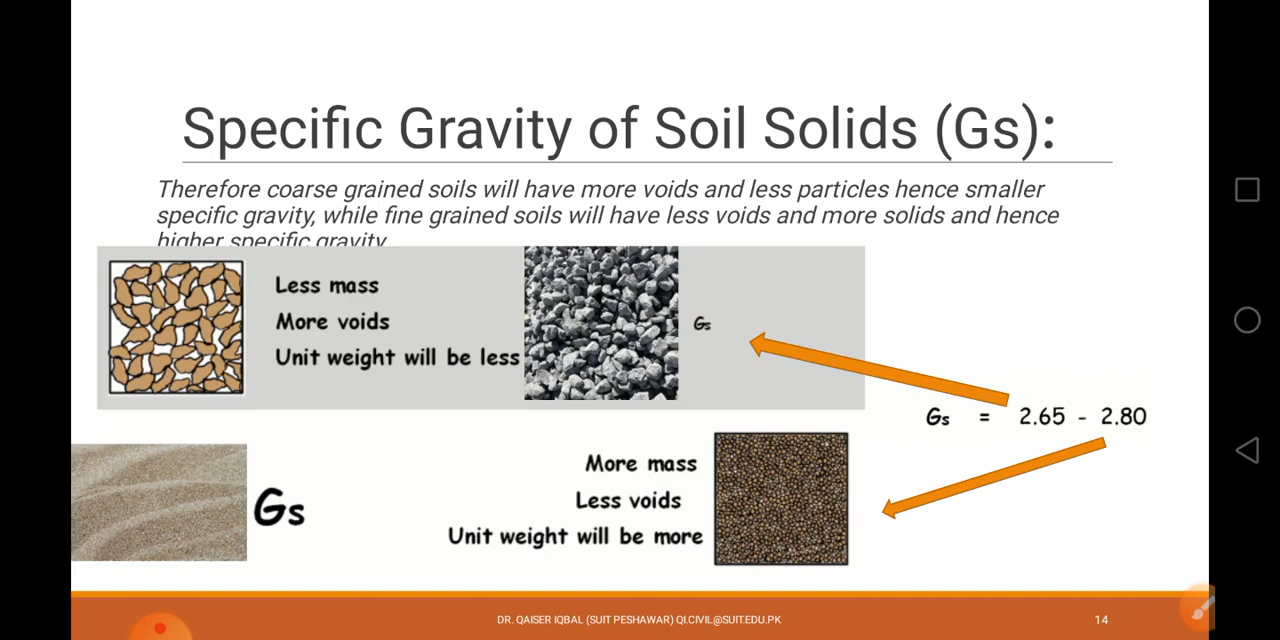 Specific Gravity of Soil Solids (Gs):
Therefore coarse grained soils will have more voids and less particles hence smaller
specific gravity, while fine grained soils will have less voids and more solids and hence
higher specific gravity
Less mass
More voids
Unit weight will be less
Gs
Gs = 2.65 - 2.80
Gs
More mass
Less voids
Unit weight will be more
DR. QAISER IQBAL (SUIT PESHAWAR) QI.CIVIL@SUIT.EDU.PK
14